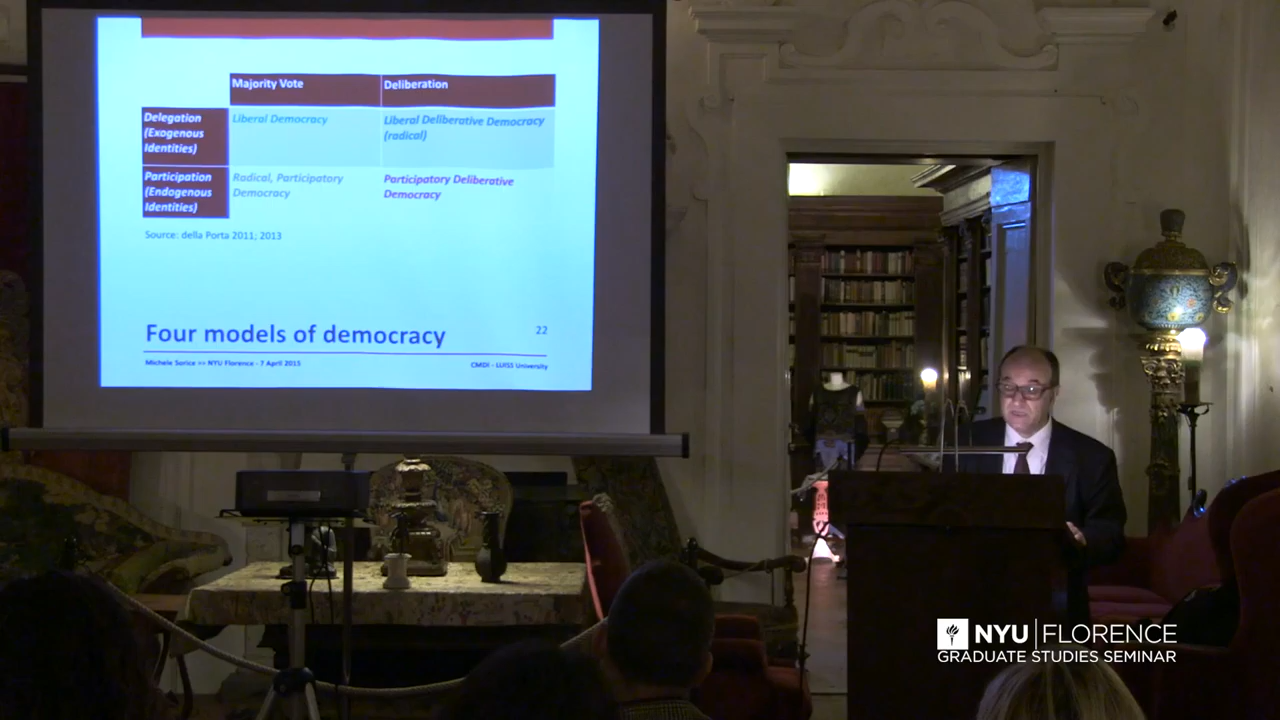 Majority Vote
Deliberation
Delegation
(Exogenous
Identities)
Liberal Democracy
Liberal Deliberative Democracy
(radical)
Participation
(Endogenous
Identities)
Radical, Participatory
Democracy
Participatory Deliberative
Democracy
Source: della Porta 2011; 2013
Four models of democracy
22
Michele Sorice >> NYU Florence - 7 April 2015
CMDI - LUISS University
NYU FLORENCE
GRADUATE STUDIES SEMINAR